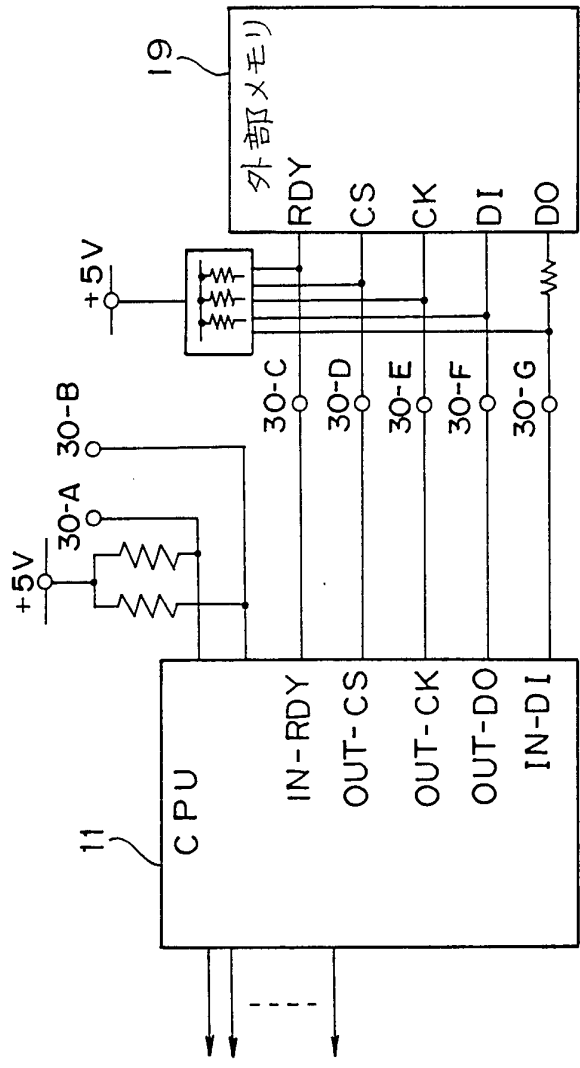 11
CPU
IN-RDY
OUT-CS
OUT-CK
OUT-DO
IN-DI
+5V
30-A
30-B
30-C
30-D
30-E
30-F
30-G
+5V
19
外部メモリ
RDY
CS
CK
DI
DO